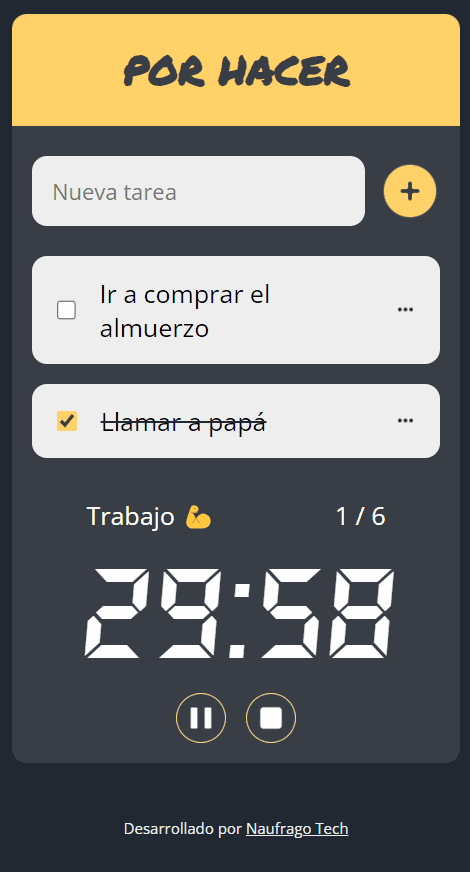 POR HACER
Nueva tarea
Ir a comprar el
almuerzo
Llamar a papá
Trabajo 💪 1 / 6
29:58
Desarrollado por Naufrago Tech